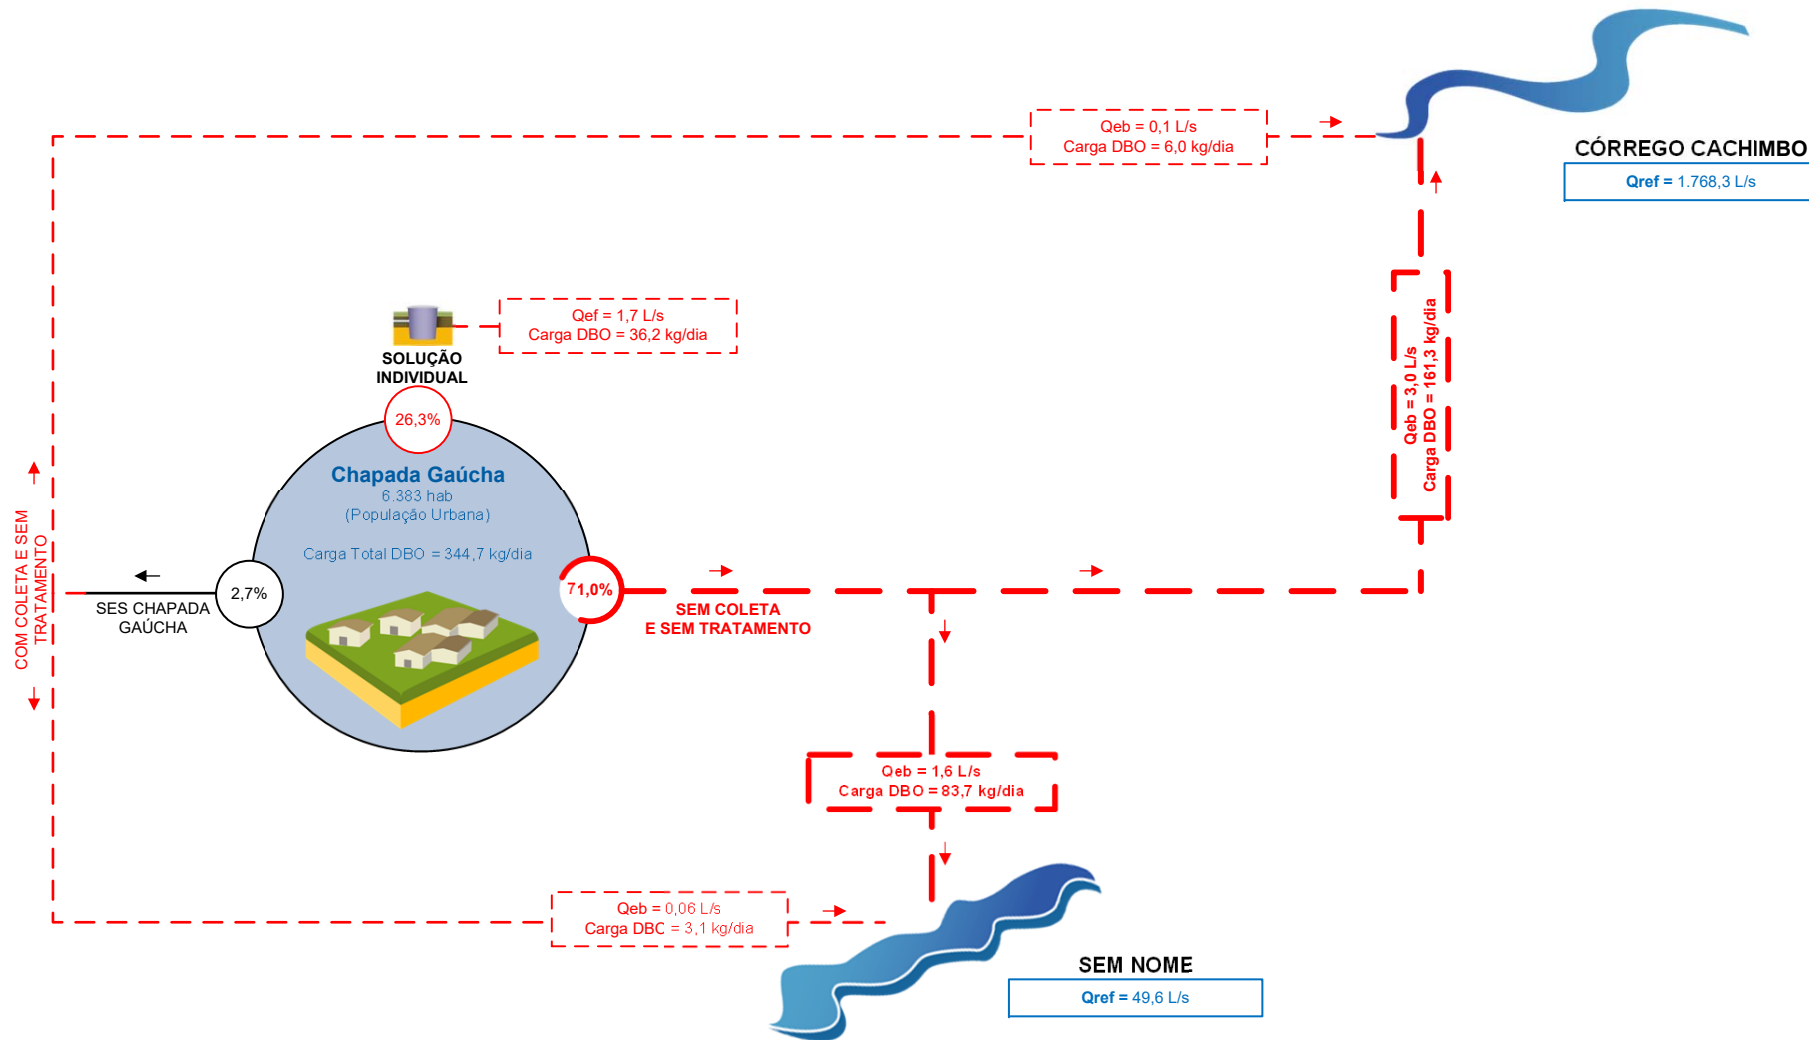 Qeb = 0,1 L/s
Carga DBO = 6,0 kg/dia
CÓRREGO CACHIMBO
Qref = 1.768,3 L/s
Qef = 1,7 L/s
Carga DBO = 36,2 kg/dia
SOLUÇÃO
INDIVIDUAL
26,3%
Chapada Gaúcha
6.383 hab
(População Urbana)
Carga Total DBO = 344,7 kg/dia
Qeb = 3,0 L/s
Carga DBO = 161,3 kg/dia
COM COLETA E SEM
TRATAMENTO
2,7%
SES CHAPADA
GAÚCHA
71,0%
SEM COLETA
E SEM TRATAMENTO
Qeb = 1,6 L/s
Carga DBO = 83,7 kg/dia
Qeb = 0,06 L/s
Carga DBO = 3,1 kg/dia
SEM NOME
Qref = 49,6 L/s